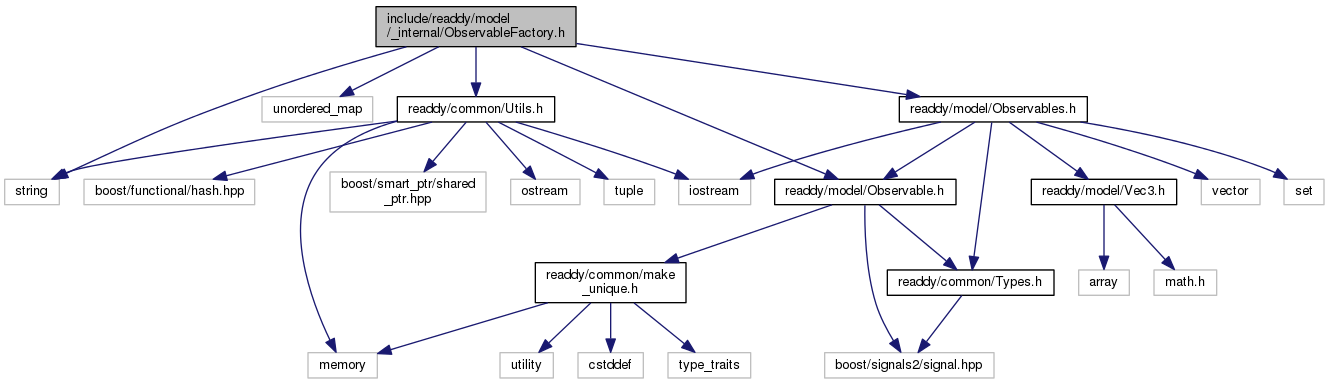 include/readdy/model
/_internal/ObservableFactory.h
unordered_map
readdy/common/Utils.h
readdy/model/Observables.h
string
boost/functional/hash.hpp
boost/smart_ptr/shared
_ptr.hpp
ostream
tuple
iostream
readdy/model/Observable.h
readdy/model/Vec3.h
vector
set
readdy/common/make
_unique.h
readdy/common/Types.h
array
math.h
memory
utility
cstddef
type_traits
boost/signals2/signal.hpp